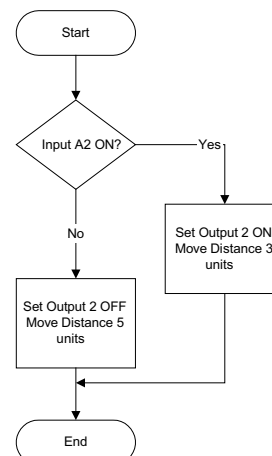 Start
Input A2 ON?
Yes
No
Set Output 2 ON
Move Distance 3
units
Set Output 2 OFF
Move Distance 5
units
End